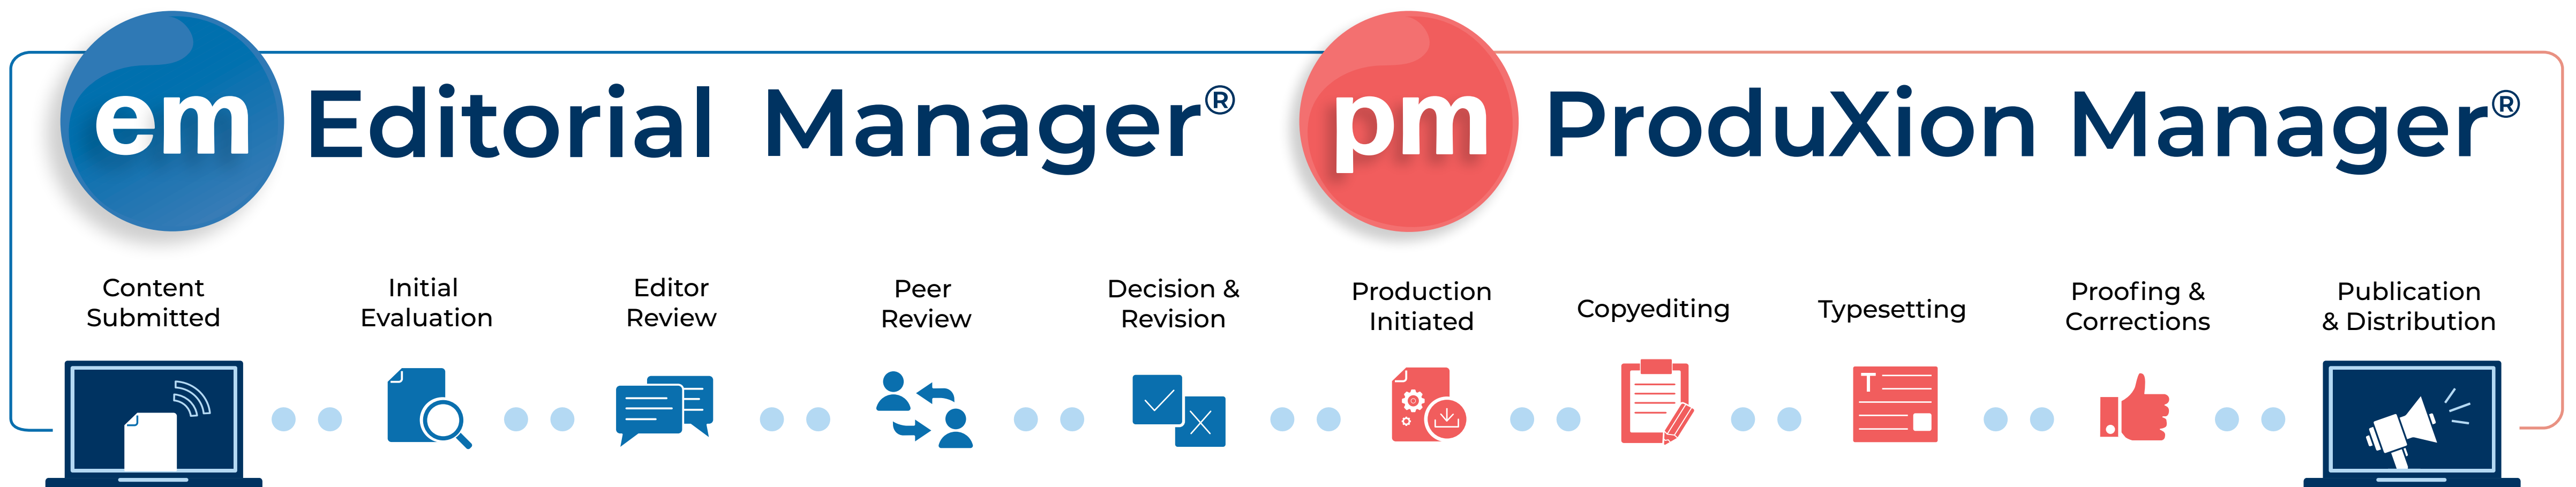 em Editorial Manager® pm ProduXion Manager®
Content
Submitted
Initial
Evaluation
Editor
Review
Peer
Review
Decision &
Revision
Production
Initiated
Copyediting
Typesetting
T
Proofing &
Corrections
Publication
& Distribution